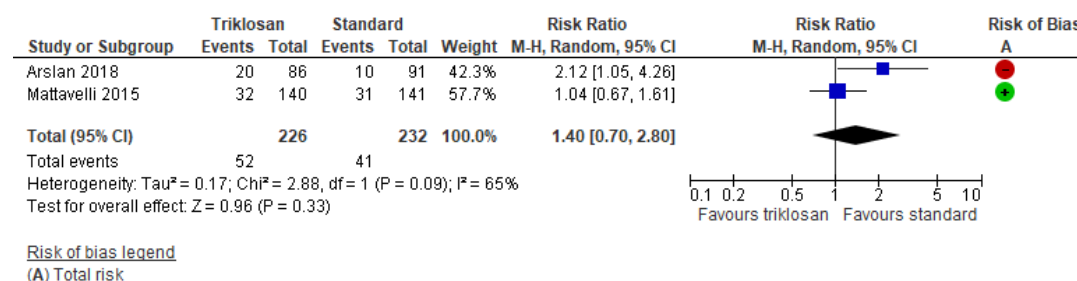 Triklosan Standard Risk Ratio Risk Ratio Risk of Bias
Study or Subgroup Events Total Events Total Weight M-H, Random, 95% CI M-H, Random, 95% CI A
Arslan 2018 20 86 10 91 42.3% 2.12 [1.05, 4.26] −
Mattavelli 2015 32 140 31 141 57.7% 1.04 [0.67, 1.61] +
Total (95% CI) 226 232 100.0% 1.40 [0.70, 2.80]
Total events 52 41
Heterogeneity: Tau² = 0.17; Chi² = 2.88, df = 1 (P = 0.09); I² = 65%
Test for overall effect: Z = 0.96 (P = 0.33)
0.1 0.2 0.5 1 2 5 10
Favours triklosan Favours standard
Risk of bias legend
(A) Total risk